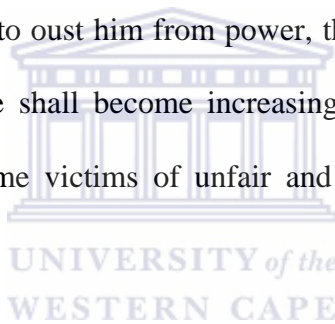 to oust him from power, th
e shall become increasing
me victims of unfair and
UNIVERSITY of the
WESTERN CAPE